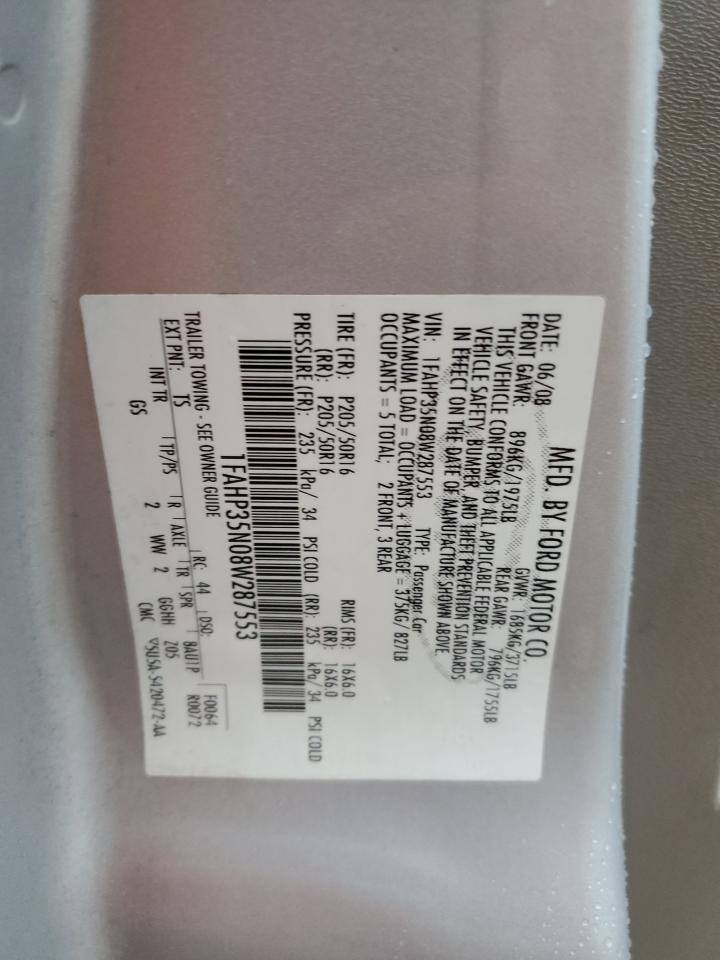 MFD. BY FORD MOTOR CO.
DATE: 06/08 GVWR: 1685KG/3715LB
FRONT GAWR: 896KG/1975LB REAR GAWR: 796KG/1755LB
THIS VEHICLE CONFORMS TO ALL APPLICABLE FEDERAL MOTOR
VEHICLE SAFETY, BUMPER, AND THEFT PREVENTION STANDARDS
IN EFFECT ON THE DATE OF MANUFACTURE SHOWN ABOVE.
VIN: 1FAHP35N08W287553 TYPE: Passenger Car
MAXIMUM LOAD = OCCUPANTS + LUGGAGE = 375KG/827LB
OCCUPANTS = 5 TOTAL; 2 FRONT, 3 REAR
TIRE (FR): P205/50R16 RIMS (FR): 16X6.0
(RR): P205/50R16 (RR): 16X6.0
PRESSURE (FR): 235 kPa/ 34 PSI COLD (RR): 235 kPa/ 34 PSI COLD
1FAHP35N08W287553
TRAILER TOWING - SEE OWNER GUIDE
EXT PNT: TS RC: 44 DSO: F0064
INT TR TP/PS R AXLE TR SPR 8AU1P R0072
GS 2 WW 2 GGHH Z05
CMC 5USA-5420472-AA